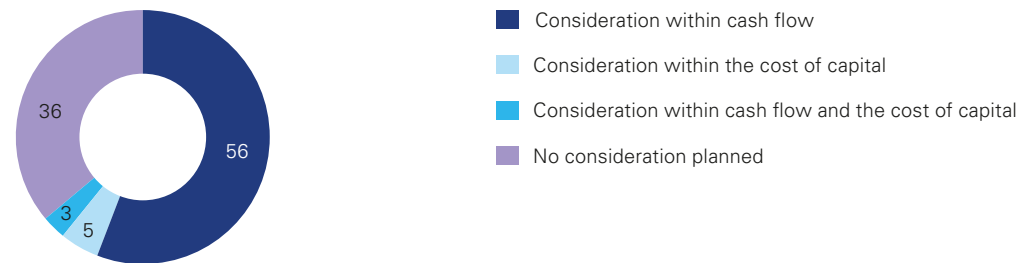 Consideration within cash flow
Consideration within the cost of capital
Consideration within cash flow and the cost of capital
No consideration planned
36
56
3
5